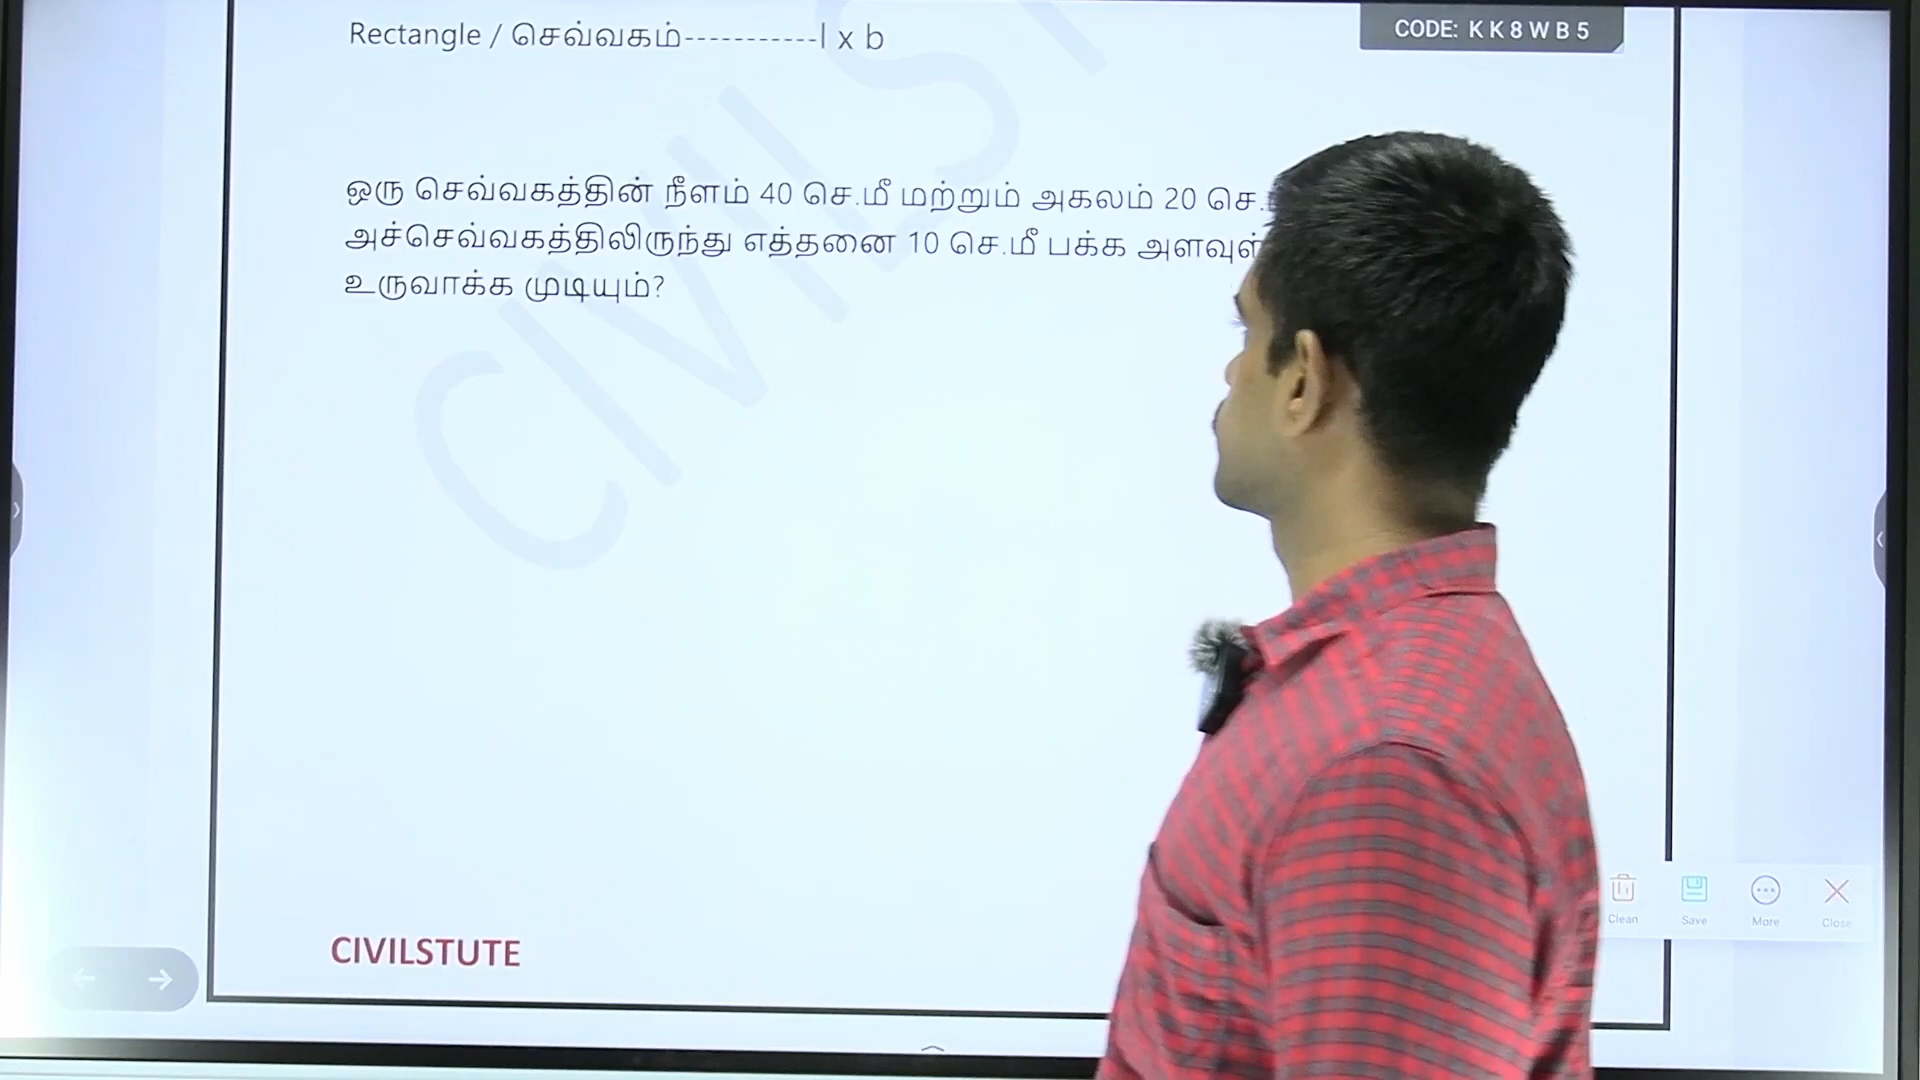 Rectangle / செவ்வகம்-----------l x b
CODE: K K 8 W B 5
ஒரு செவ்வகத்தின் நீளம் 40 செ.மீ மற்றும் அகலம் 20 செ.
அச்செவ்வகத்திலிருந்து எத்தனை 10 செ.மீ பக்க
உருவாக்க முடியும்?
CIVILST
CIVILSTUTE
Clean
Save
More
Close